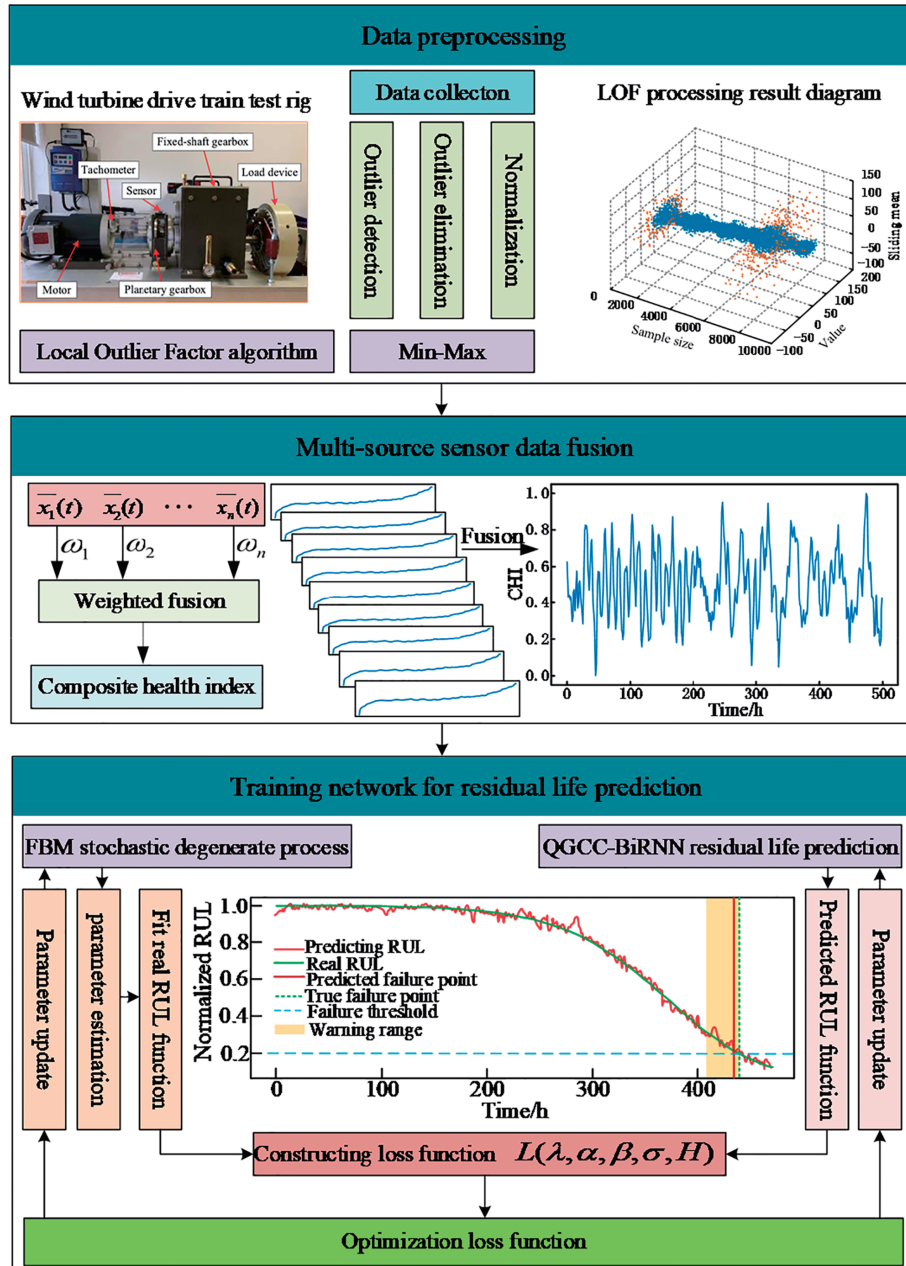 Data preprocessing
Wind turbine drive train test rig
Fixed-shaft gearbox
Tachometer
Load device
Sensor
Motor
Planetary gearbox
Local Outlier Factor algorithm
Data collecton
Outlier detection
Outlier elimination
Normalization
Min-Max
LOF processing result diagram
150
100
50
0
−50
−100
Sliding mean
0
2000
4000
6000
8000
10000
Sample size
200
150
100
50
0
−50
−100
Value
Multi-source sensor data fusion
x̅₁(t) x̅₂(t) ··· x̅ₙ(t)
ω₁ ω₂ ωₙ
Weighted fusion
Composite health index
Fusion
1.0
0.8
0.6
0.4
0.2
0.0
CHI
0 100 200 300 400 500
Time/h
Training network for residual life prediction
FBM stochastic degenerate process
QGCC-BiRNN residual life prediction
Parameter update
parameter estimation
Fit real RUL function
Normalized RUL
1.0
0.8
0.6
0.4
0.2
Predicting RUL
Real RUL
Predicted failure point
True failure point
Failure threshold
Warning range
0 100 200 300 400
Time/h
Predicted RUL function
Parameter update
Constructing loss function L(λ,α,β,σ,H)
Optimization loss function